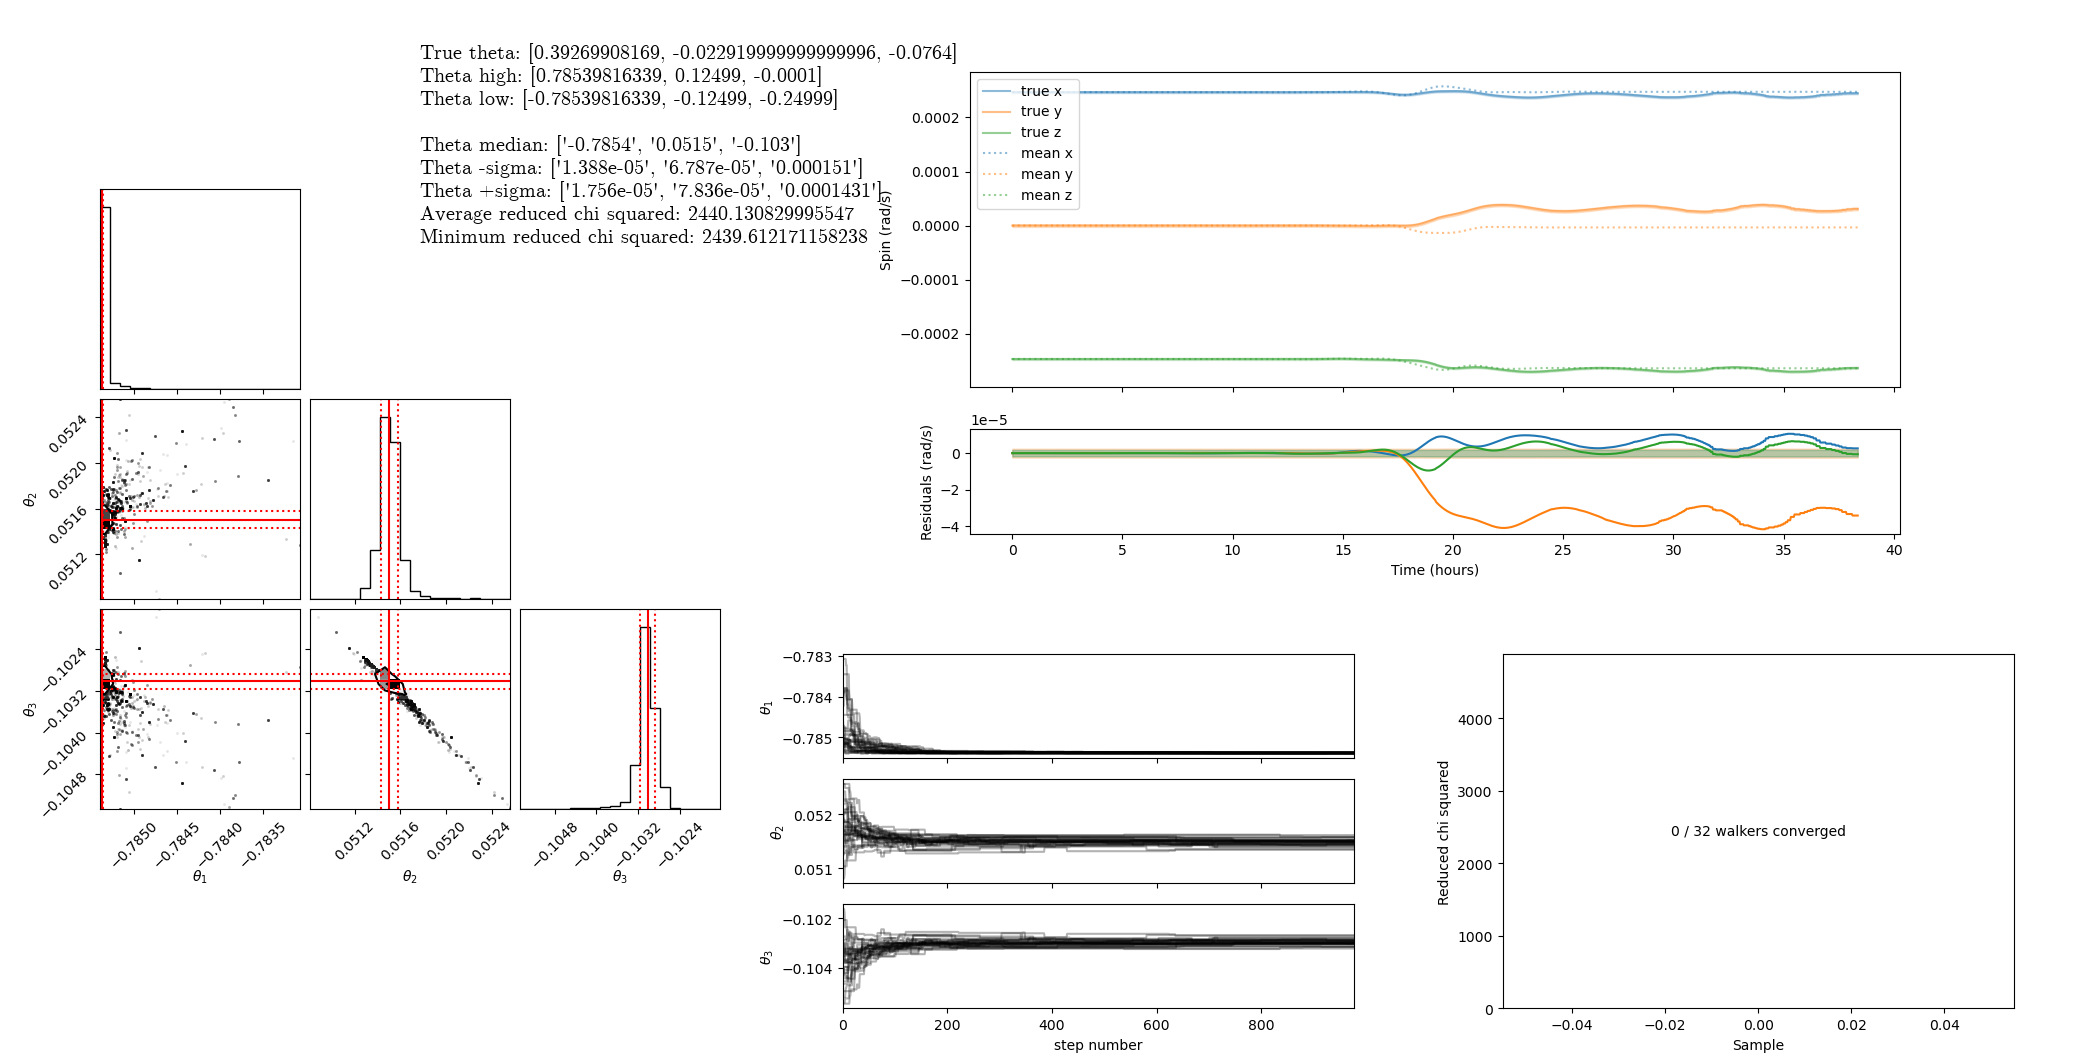 True theta: [0.39269908169, -0.022919999999999996, -0.0764]
Theta high: [0.78539816339, 0.12499, -0.0001]
Theta low: [-0.78539816339, -0.12499, -0.24999]
Theta median: ['-0.7854', '0.0515', '-0.103']
Theta -sigma: ['1.388e-05', '6.787e-05', '0.000151']
Theta +sigma: ['1.756e-05', '7.836e-05', '0.0001431']
Average reduced chi squared: 2440.130829995547
Minimum reduced chi squared: 2439.612171158238
true x
true y
true z
mean x
mean y
mean z
0.0002
0.0001
0.0000
−0.0001
−0.0002
Spin (rad/s)
1e−5
0
−2
−4
Residuals (rad/s)
0 5 10 15 20 25 30 35 40
Time (hours)
0.0524
0.0520
0.0516
0.0512
θ2
−0.1024
−0.1032
−0.1040
−0.1048
θ3
−0.7850 −0.7845 −0.7840 −0.7835
θ1
0.0512 0.0516 0.0520 0.0524
θ2
−0.1048 −0.1040 −0.1032 −0.1024
θ3
−0.783
−0.784
−0.785
θ1
0.052
0.051
θ2
−0.102
−0.104
θ3
0 200 400 600 800
step number
4000
3000
2000
1000
0
Reduced chi squared
0 / 32 walkers converged
−0.04 −0.02 0.00 0.02 0.04
Sample